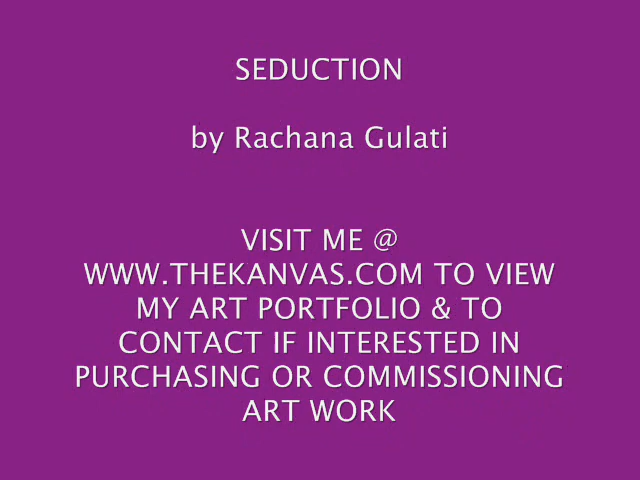 SEDUCTION
by Rachana Gulati
VISIT ME @
WWW.THEKANVAS.COM TO VIEW
MY ART PORTFOLIO & TO
CONTACT IF INTERESTED IN
PURCHASING OR COMMISSIONING
ART WORK